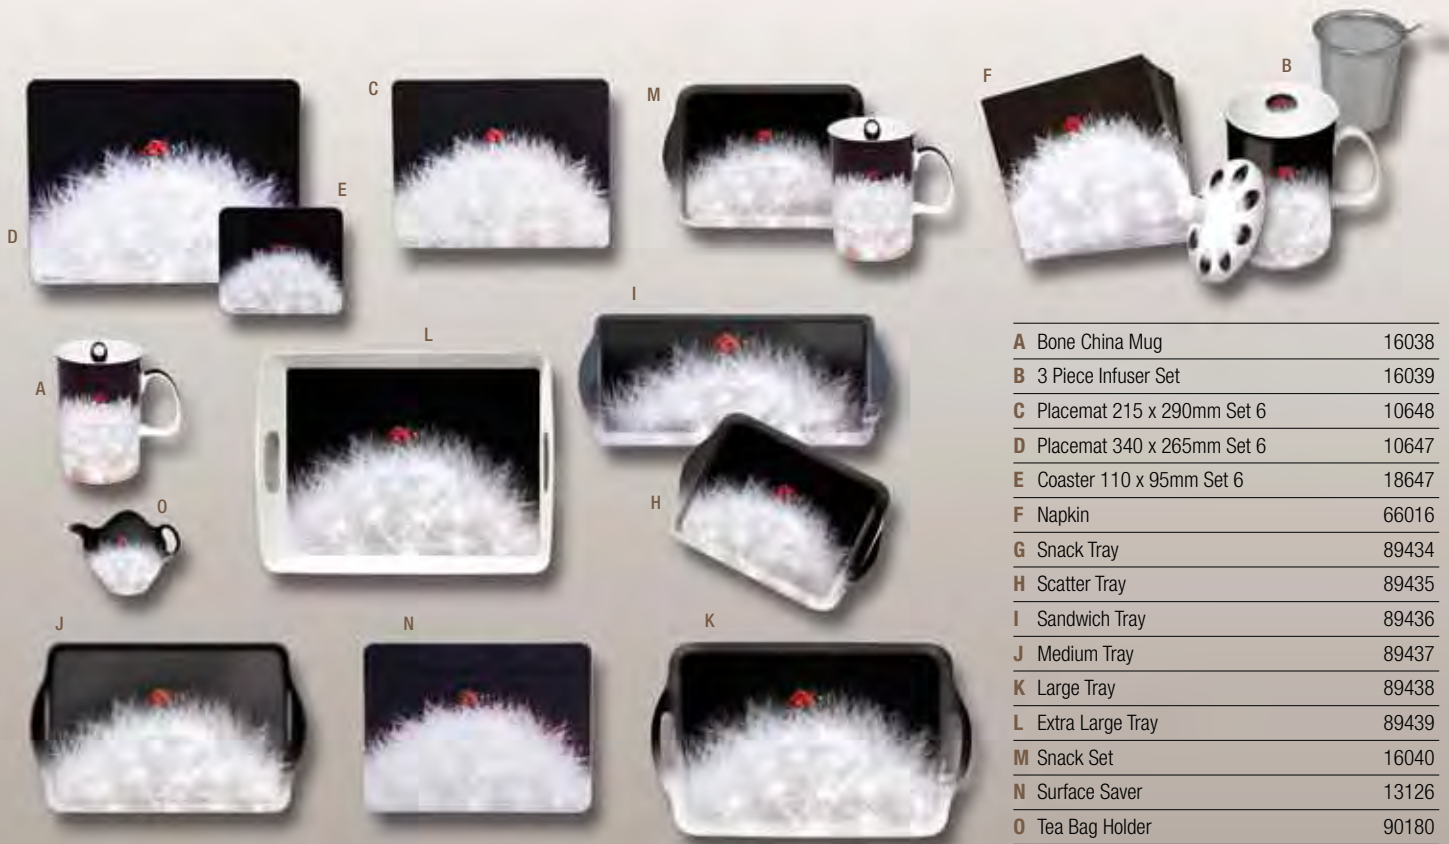 B
F
C
M
E
D
I
L
A
H
O
J
N
K
A Bone China Mug 16038
B 3 Piece Infuser Set 16039
C Placemat 215 x 290mm Set 6 10648
D Placemat 340 x 265mm Set 6 10647
E Coaster 110 x 95mm Set 6 18647
F Napkin 66016
G Snack Tray 89434
H Scatter Tray 89435
I Sandwich Tray 89436
J Medium Tray 89437
K Large Tray 89438
L Extra Large Tray 89439
M Snack Set 16040
N Surface Saver 13126
O Tea Bag Holder 90180